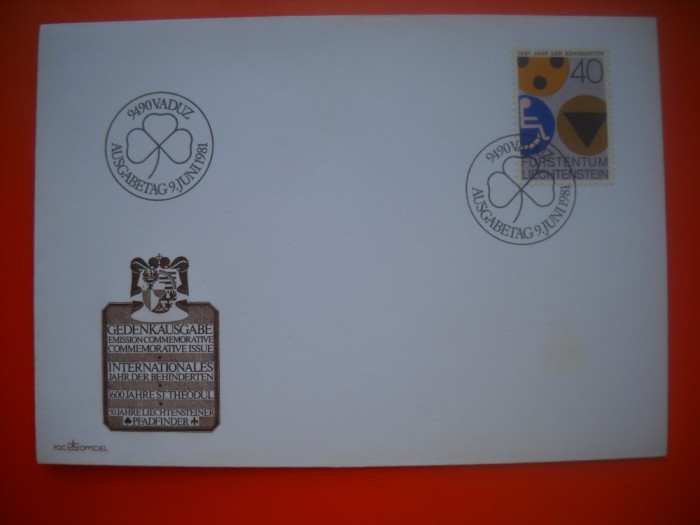 9490 VADUZ
AUSGABETAG 9. JUNI 1981
1981 JAHR DER BEHINDERTEN
40
FÜRSTENTUM
LIECHTENSTEIN
9490 VADUZ
AUSGABETAG 9. JUNI 1981
GEDENKAUSGABE
EMISSION COMMEMORATIVE
COMMEMORATIVE ISSUE
INTERNATIONALES
JAHR DER BEHINDERTEN
1600 JAHRE ST. THEODUL
50 JAHRE LIECHTENSTEINER
PFADFINDER
FDC OFFICIEL